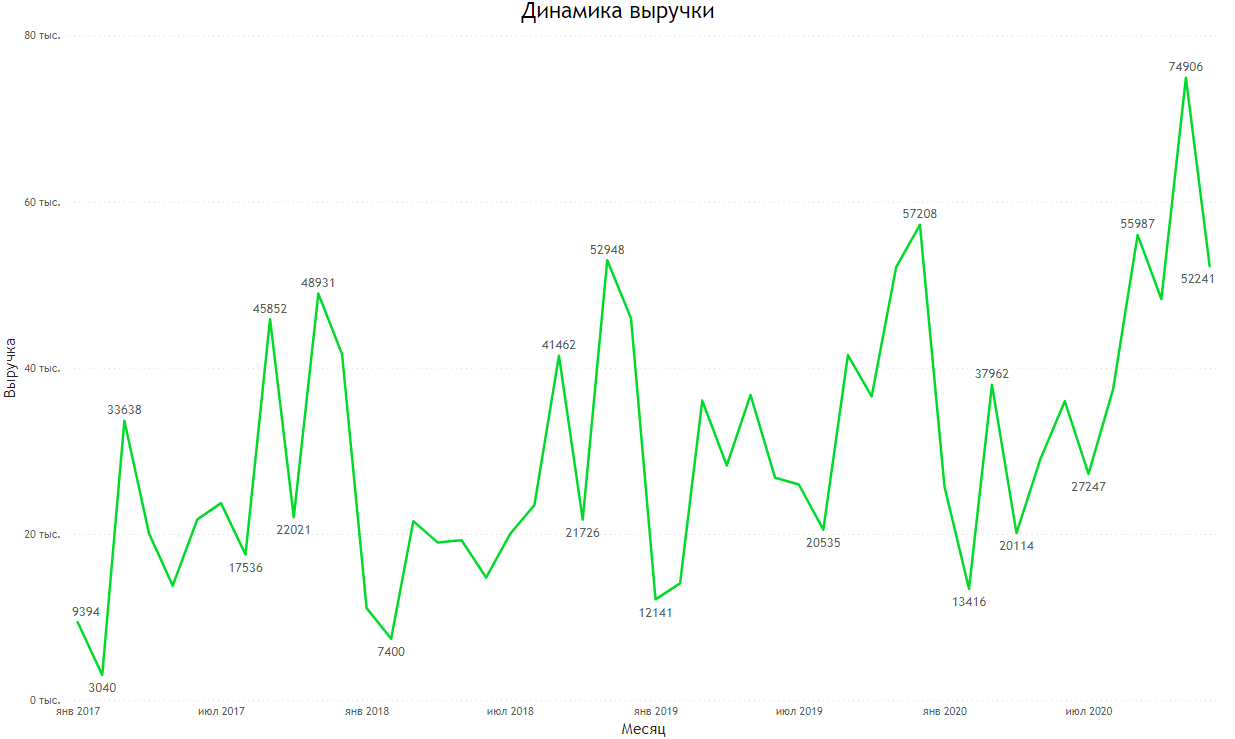 Динамика выручки
80 тыс.
60 тыс.
40 тыс.
20 тыс.
0 тыс.
Выручка
9394
3040
33638
17536
45852
22021
48931
7400
41462
21726
52948
12141
20535
57208
13416
37962
20114
27247
55987
74906
52241
янв 2017
июл 2017
янв 2018
июл 2018
янв 2019
июл 2019
янв 2020
июл 2020
Месяц